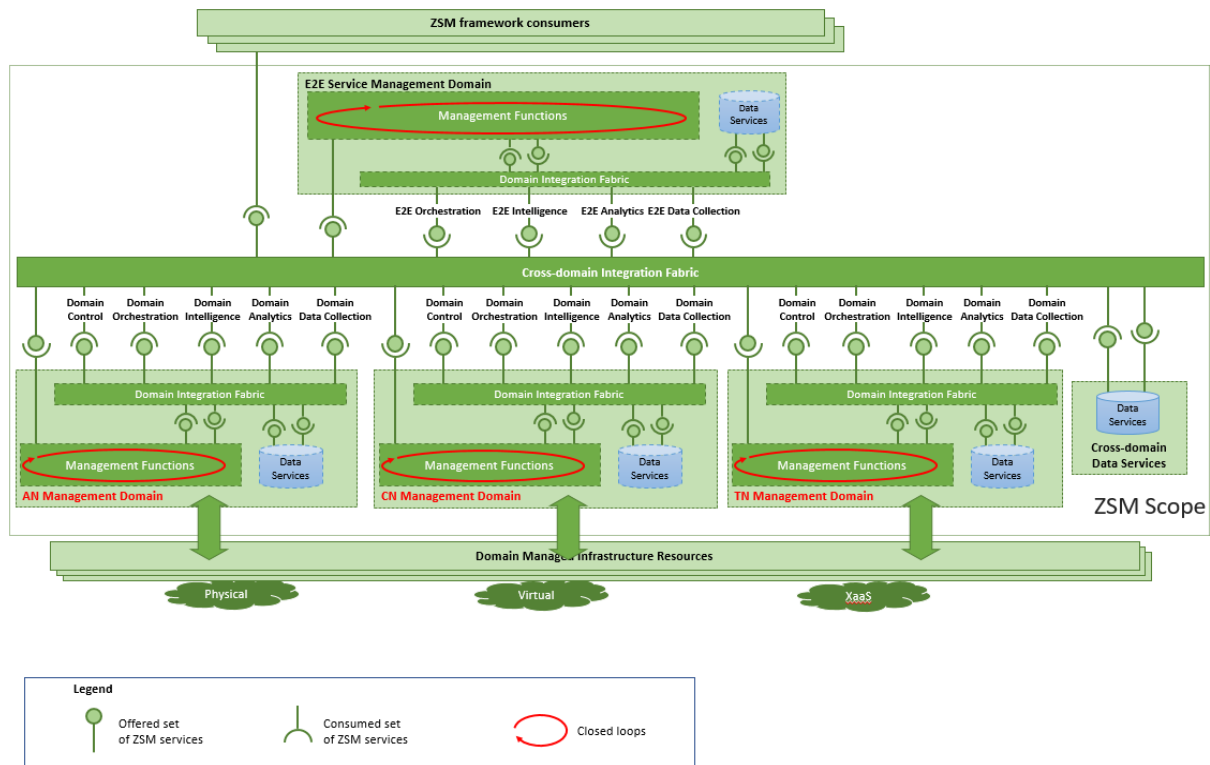 ZSM framework consumers
E2E Service Management Domain
Management Functions
Data
Services
Domain Integration Fabric
E2E Orchestration
E2E Intelligence
E2E Analytics
E2E Data Collection
Cross-domain Integration Fabric
Domain
Control
Domain
Orchestration
Domain
Intelligence
Domain
Analytics
Domain
Data Collection
Domain
Control
Domain
Orchestration
Domain
Intelligence
Domain
Analytics
Domain
Data Collection
Domain
Control
Domain
Orchestration
Domain
Intelligence
Domain
Analytics
Domain
Data Collection
Domain Integration Fabric
Management Functions
Data
Services
AN Management Domain
Domain Integration Fabric
Management Functions
Data
Services
CN Management Domain
Domain Integration Fabric
Management Functions
Data
Services
TN Management Domain
Data
Services
Cross-domain
Data Services
ZSM Scope
Domain Managed Infrastructure Resources
Physical
Virtual
XaaS
Legend
Offered set
of ZSM services
Consumed set
of ZSM services
Closed loops